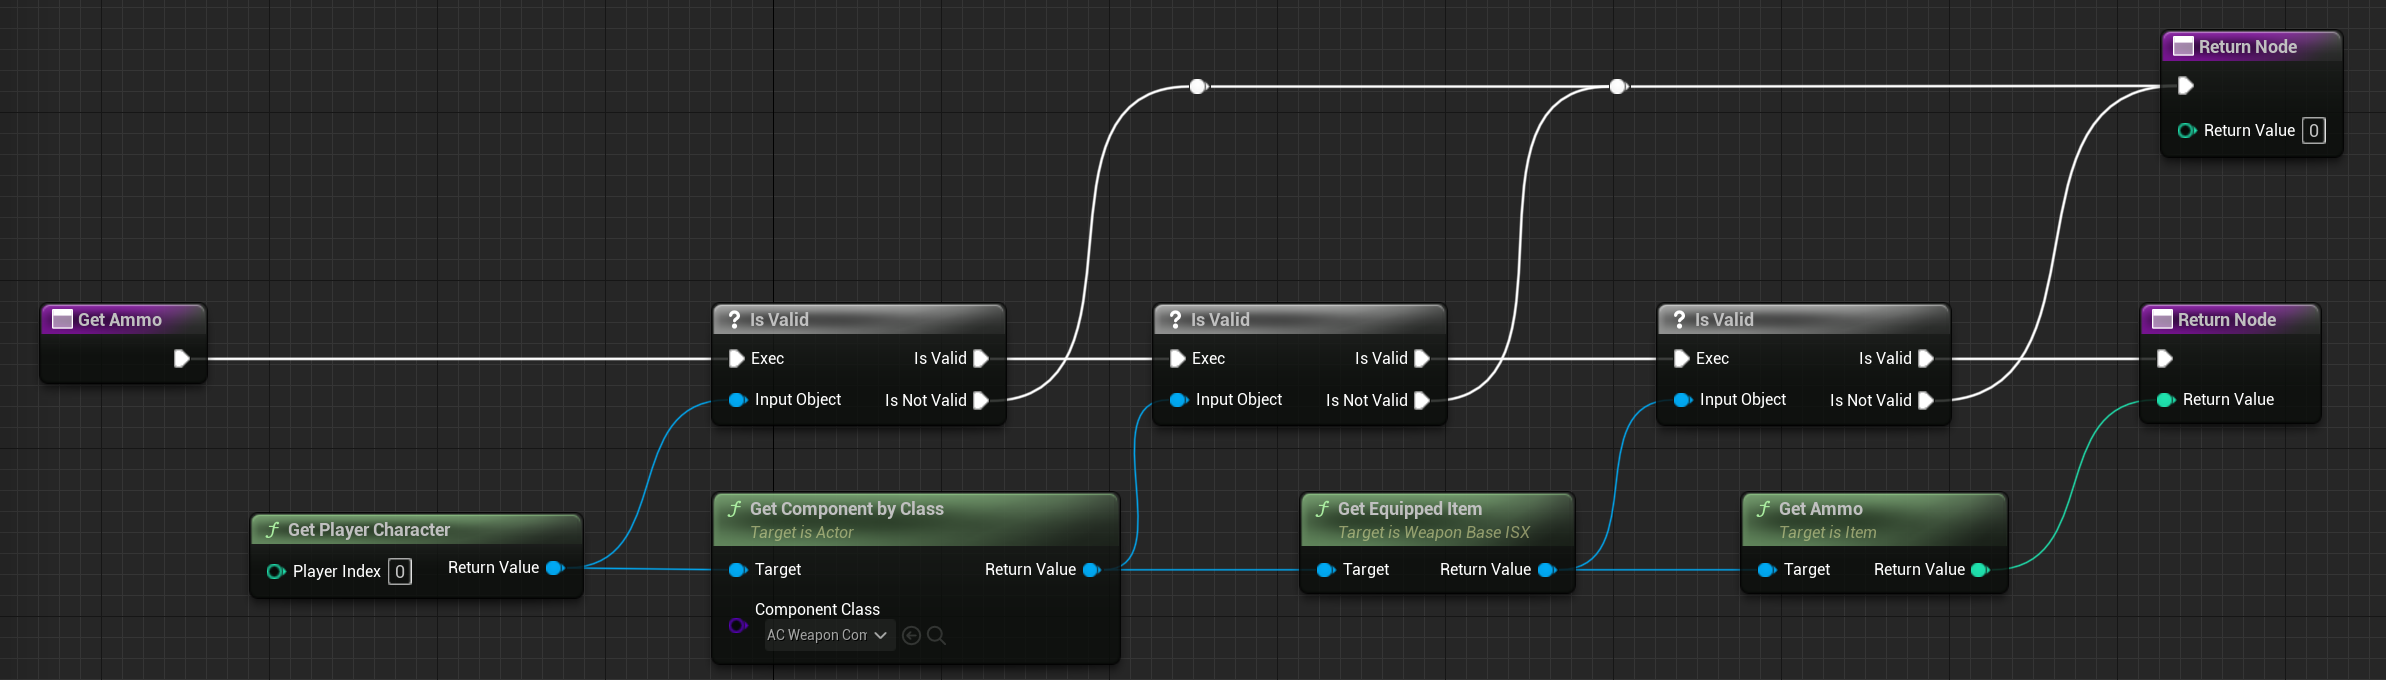 Return Node
Return Value 0
Get Ammo
? Is Valid
Exec Is Valid
Input Object Is Not Valid
? Is Valid
Exec Is Valid
Input Object Is Not Valid
? Is Valid
Exec Is Valid
Input Object Is Not Valid
Return Node
Return Value
f Get Player Character
Player Index 0 Return Value
f Get Component by Class
Target is Actor
Target Return Value
Component Class
AC Weapon Con
f Get Equipped Item
Target is Weapon Base ISX
Target Return Value
f Get Ammo
Target is Item
Target Return Value